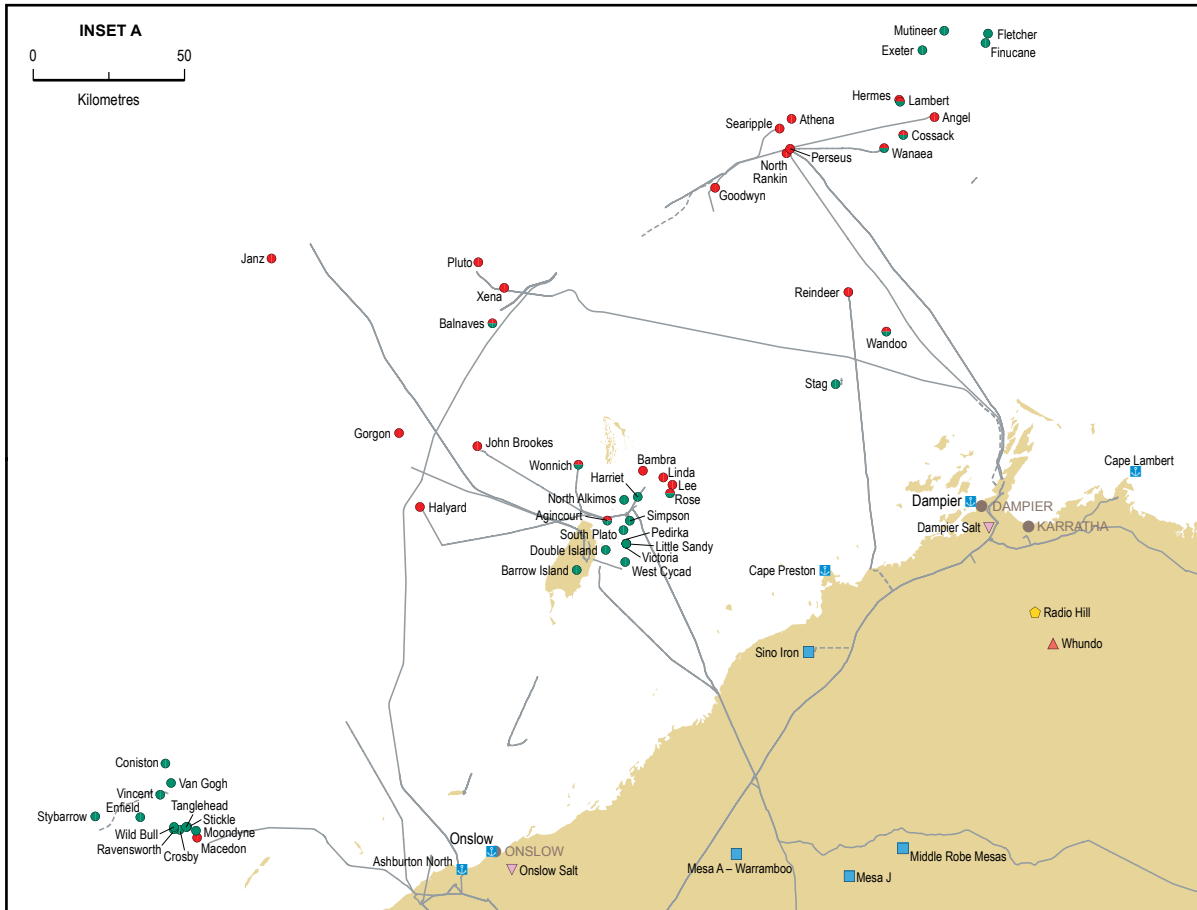 INSET A
0 50
Kilometres
Mutineer
Fletcher
Exeter
Finucane
Hermes
Lambert
Angel
Searipple
Athena
Cossack
Perseus
Wanaea
North
Rankin
Goodwyn
Janz
Pluto
Xena
Reindeer
Balnaves
Wandoo
Stag
Gorgon
John Brookes
Wonnich
Bambra
Linda
Harriet
Lee
Rose
North Alkimos
Halyard
Agincourt
Simpson
South Plato
Pedirka
Little Sandy
Double Island
Victoria
Barrow Island
West Cycad
Cape Lambert
Dampier
DAMPIER
Dampier Salt
KARRATHA
Cape Preston
Radio Hill
Sino Iron
Whundo
Coniston
Van Gogh
Vincent
Tanglehead
Enfield
Stybarrow
Stickle
Wild Bull
Moondyne
Ravensworth
Macedon
Crosby
Onslow
ONSLOW
Ashburton North
Onslow Salt
Mesa A – Warramboo
Middle Robe Mesas
Mesa J